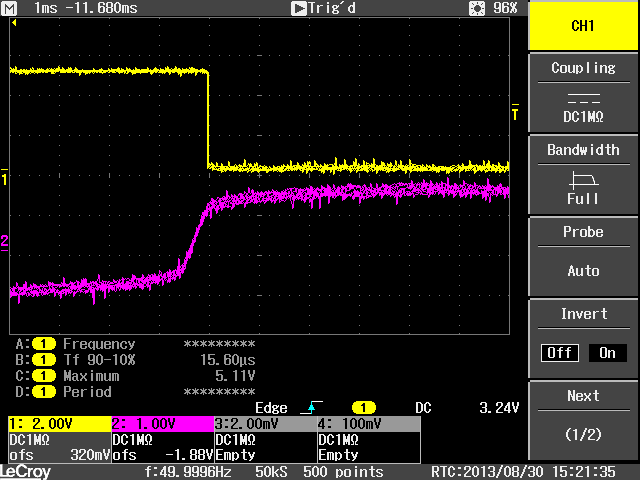 M 1ms -11.680ms Trig'd 96%
CH1
Coupling
DC1MΩ
Bandwidth
Full
Probe
Auto
Invert
Off On
Next
(1/2)
T
1
2
A: 1 Frequency *********
B: 1 Tf 90-10% 15.60µs
C: 1 Maximum 5.11V
D: 1 Period *********
Edge 1 DC 3.24V
1: 2.00V 2: 1.00V 3:2.00mV 4: 100mV
DC1MΩ DC1MΩ DC1MΩ DC1MΩ
ofs 320mV ofs -1.88V Empty Empty
LeCroy f:49.9996Hz 50kS 500 points RTC:2013/08/30 15:21:35